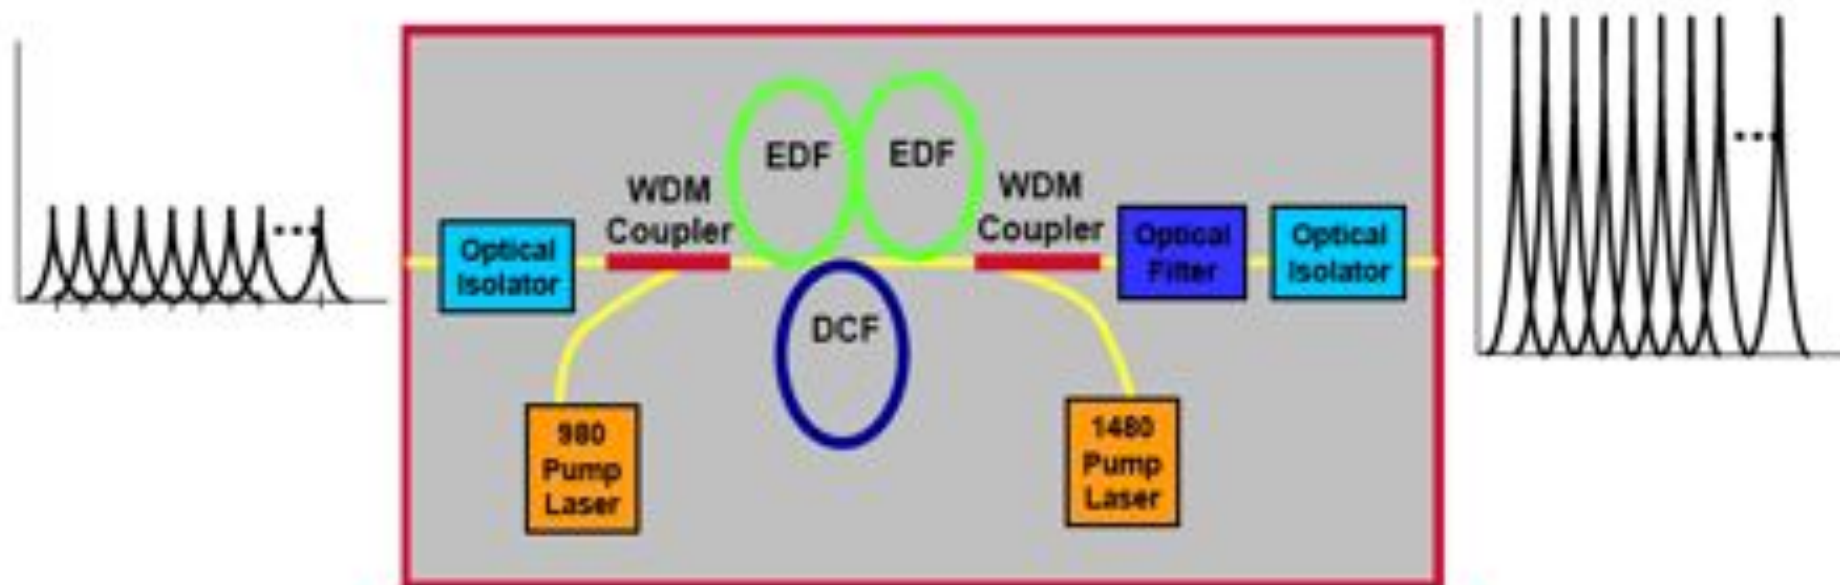 EDF
EDF
WDM
Coupler
WDM
Coupler
Optical
Isolator
Optical
Filter
Optical
Isolator
DCF
980
Pump
Laser
1480
Pump
Laser